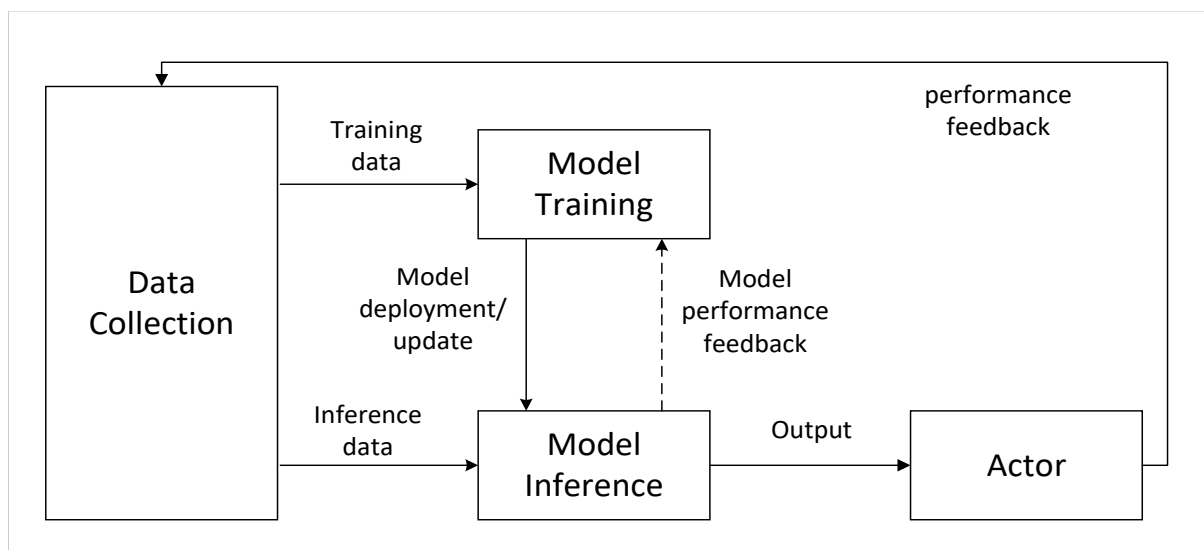 performance
feedback
Training
data
Model
Training
Data
Collection
Model
deployment/
update
Model
performance
feedback
Inference
data
Model
Inference
Output
Actor